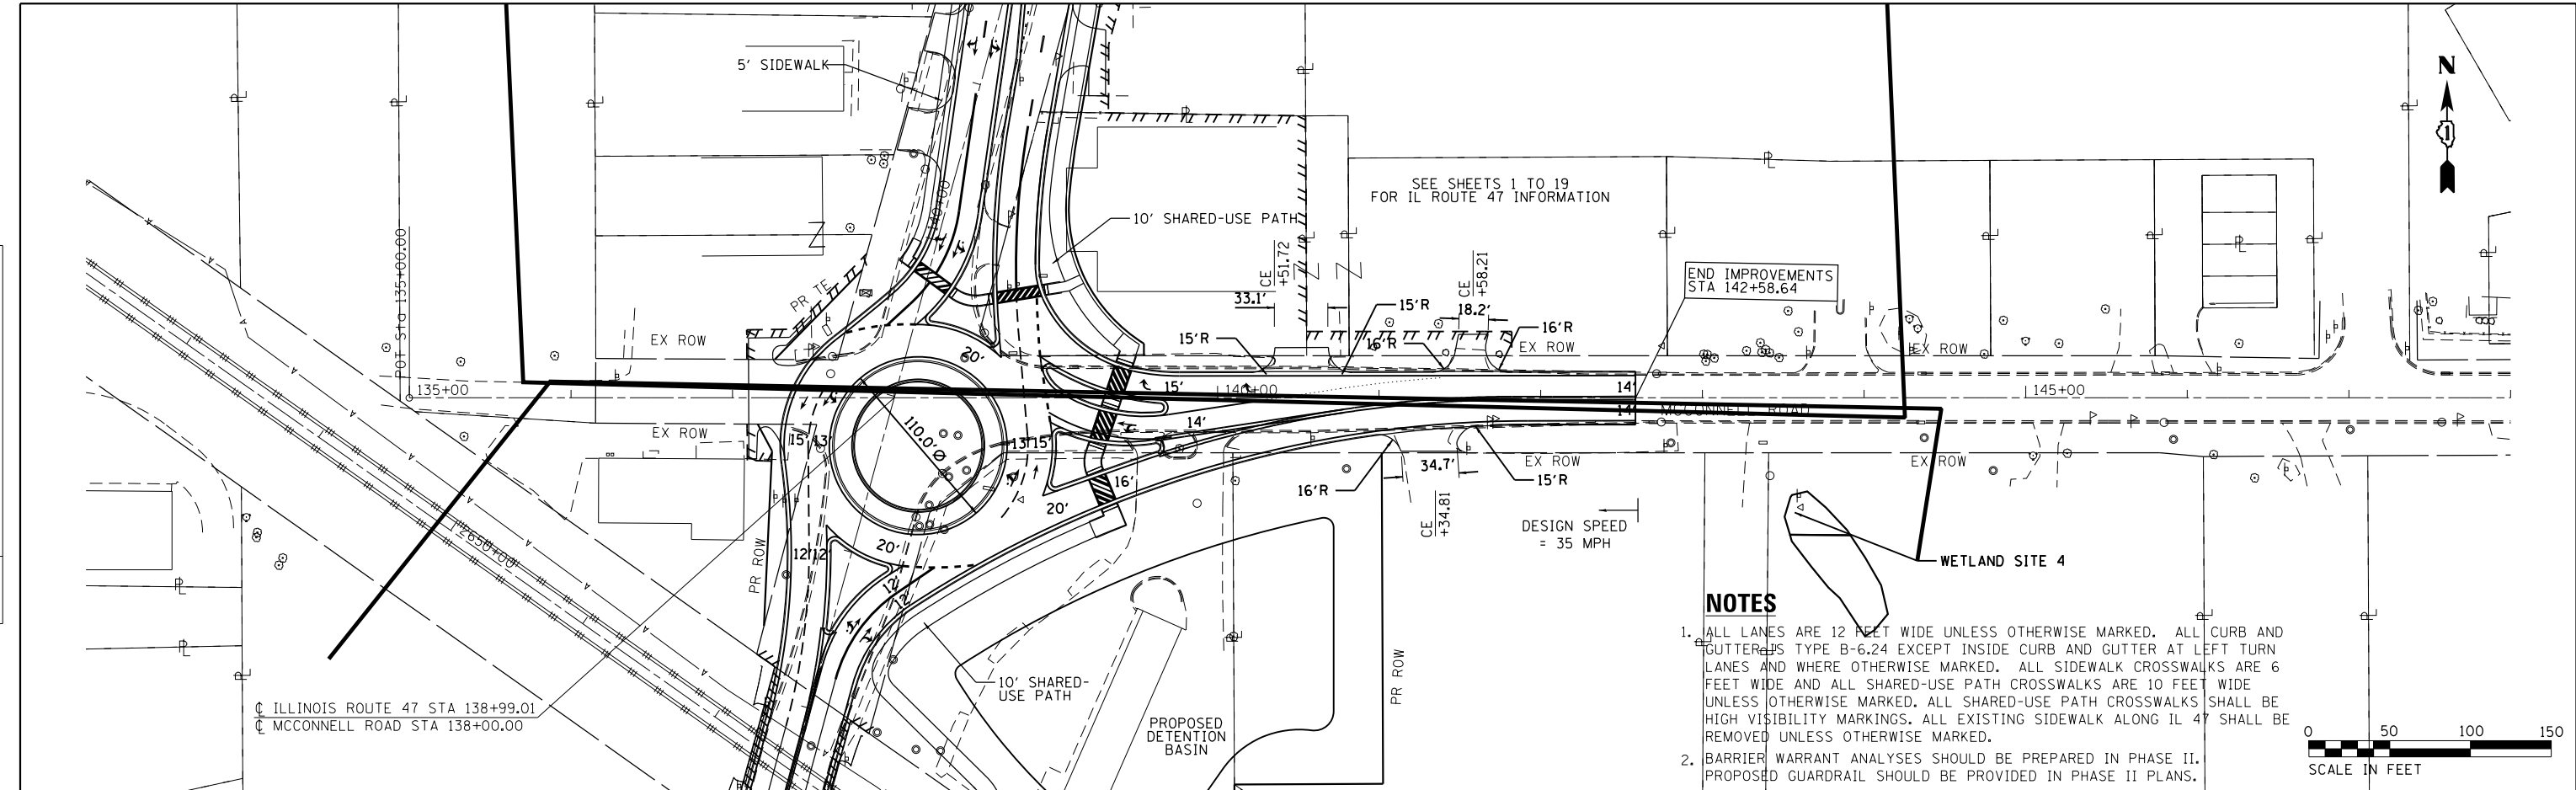 5' SIDEWALK
N
1
SEE SHEETS 1 TO 19
FOR IL ROUTE 47 INFORMATION
10' SHARED-USE PATH
POT Sta 135+00.00
CE
+51.72
33.1'
CE
+58.21
18.2'
END IMPROVEMENTS
STA 142+58.64
PR TE
EX ROW
15'R
15'R
16'R
16'R
EX ROW
EX ROW
20'
135+00
15'
140+00
14'
145+00
14'
MCCONNELL ROAD
EX ROW
15'
13'
110.0' Ø
13'
15'
14'
16'
20'
34.7'
16'R
15'R
CE
+34.81
EX ROW
EX ROW
DESIGN SPEED
= 35 MPH
2650+00
PR ROW
12'
12'
20'
12'
12'
WETLAND SITE 4
10' SHARED-
USE PATH
PROPOSED
DETENTION
BASIN
PR ROW
℄ ILLINOIS ROUTE 47 STA 138+99.01
℄ MCCONNELL ROAD STA 138+00.00
NOTES
1. ALL LANES ARE 12 FEET WIDE UNLESS OTHERWISE MARKED. ALL CURB AND
GUTTER IS TYPE B-6.24 EXCEPT INSIDE CURB AND GUTTER AT LEFT TURN
LANES AND WHERE OTHERWISE MARKED. ALL SIDEWALK CROSSWALKS ARE 6
FEET WIDE AND ALL SHARED-USE PATH CROSSWALKS ARE 10 FEET WIDE
UNLESS OTHERWISE MARKED. ALL SHARED-USE PATH CROSSWALKS SHALL BE
HIGH VISIBILITY MARKINGS. ALL EXISTING SIDEWALK ALONG IL 47 SHALL BE
REMOVED UNLESS OTHERWISE MARKED.
2. BARRIER WARRANT ANALYSES SHOULD BE PREPARED IN PHASE II.
PROPOSED GUARDRAIL SHOULD BE PROVIDED IN PHASE II PLANS.
0 50 100 150
SCALE IN FEET